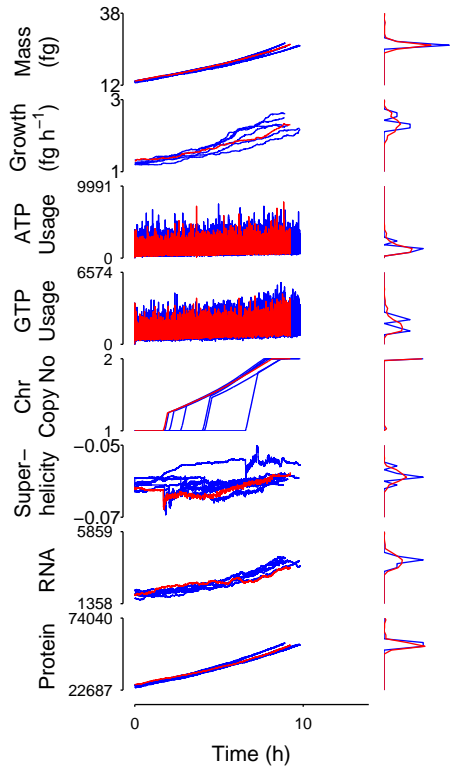 38
Mass
(fg)
12
3
Growth
(fg h⁻¹)
1
9991
ATP
Usage
0
6574
GTP
Usage
0
2
Chr
Copy No
1
−0.05
Super−
helicity
−0.07
5859
RNA
1358
74040
Protein
22687
0 10
Time (h)